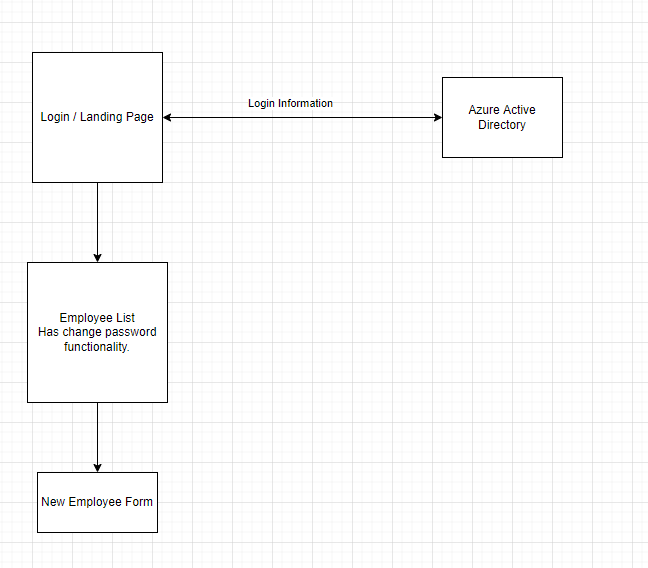 Login / Landing Page
Login Information
Azure Active
Directory
Employee List
Has change password
functionality.
New Employee Form